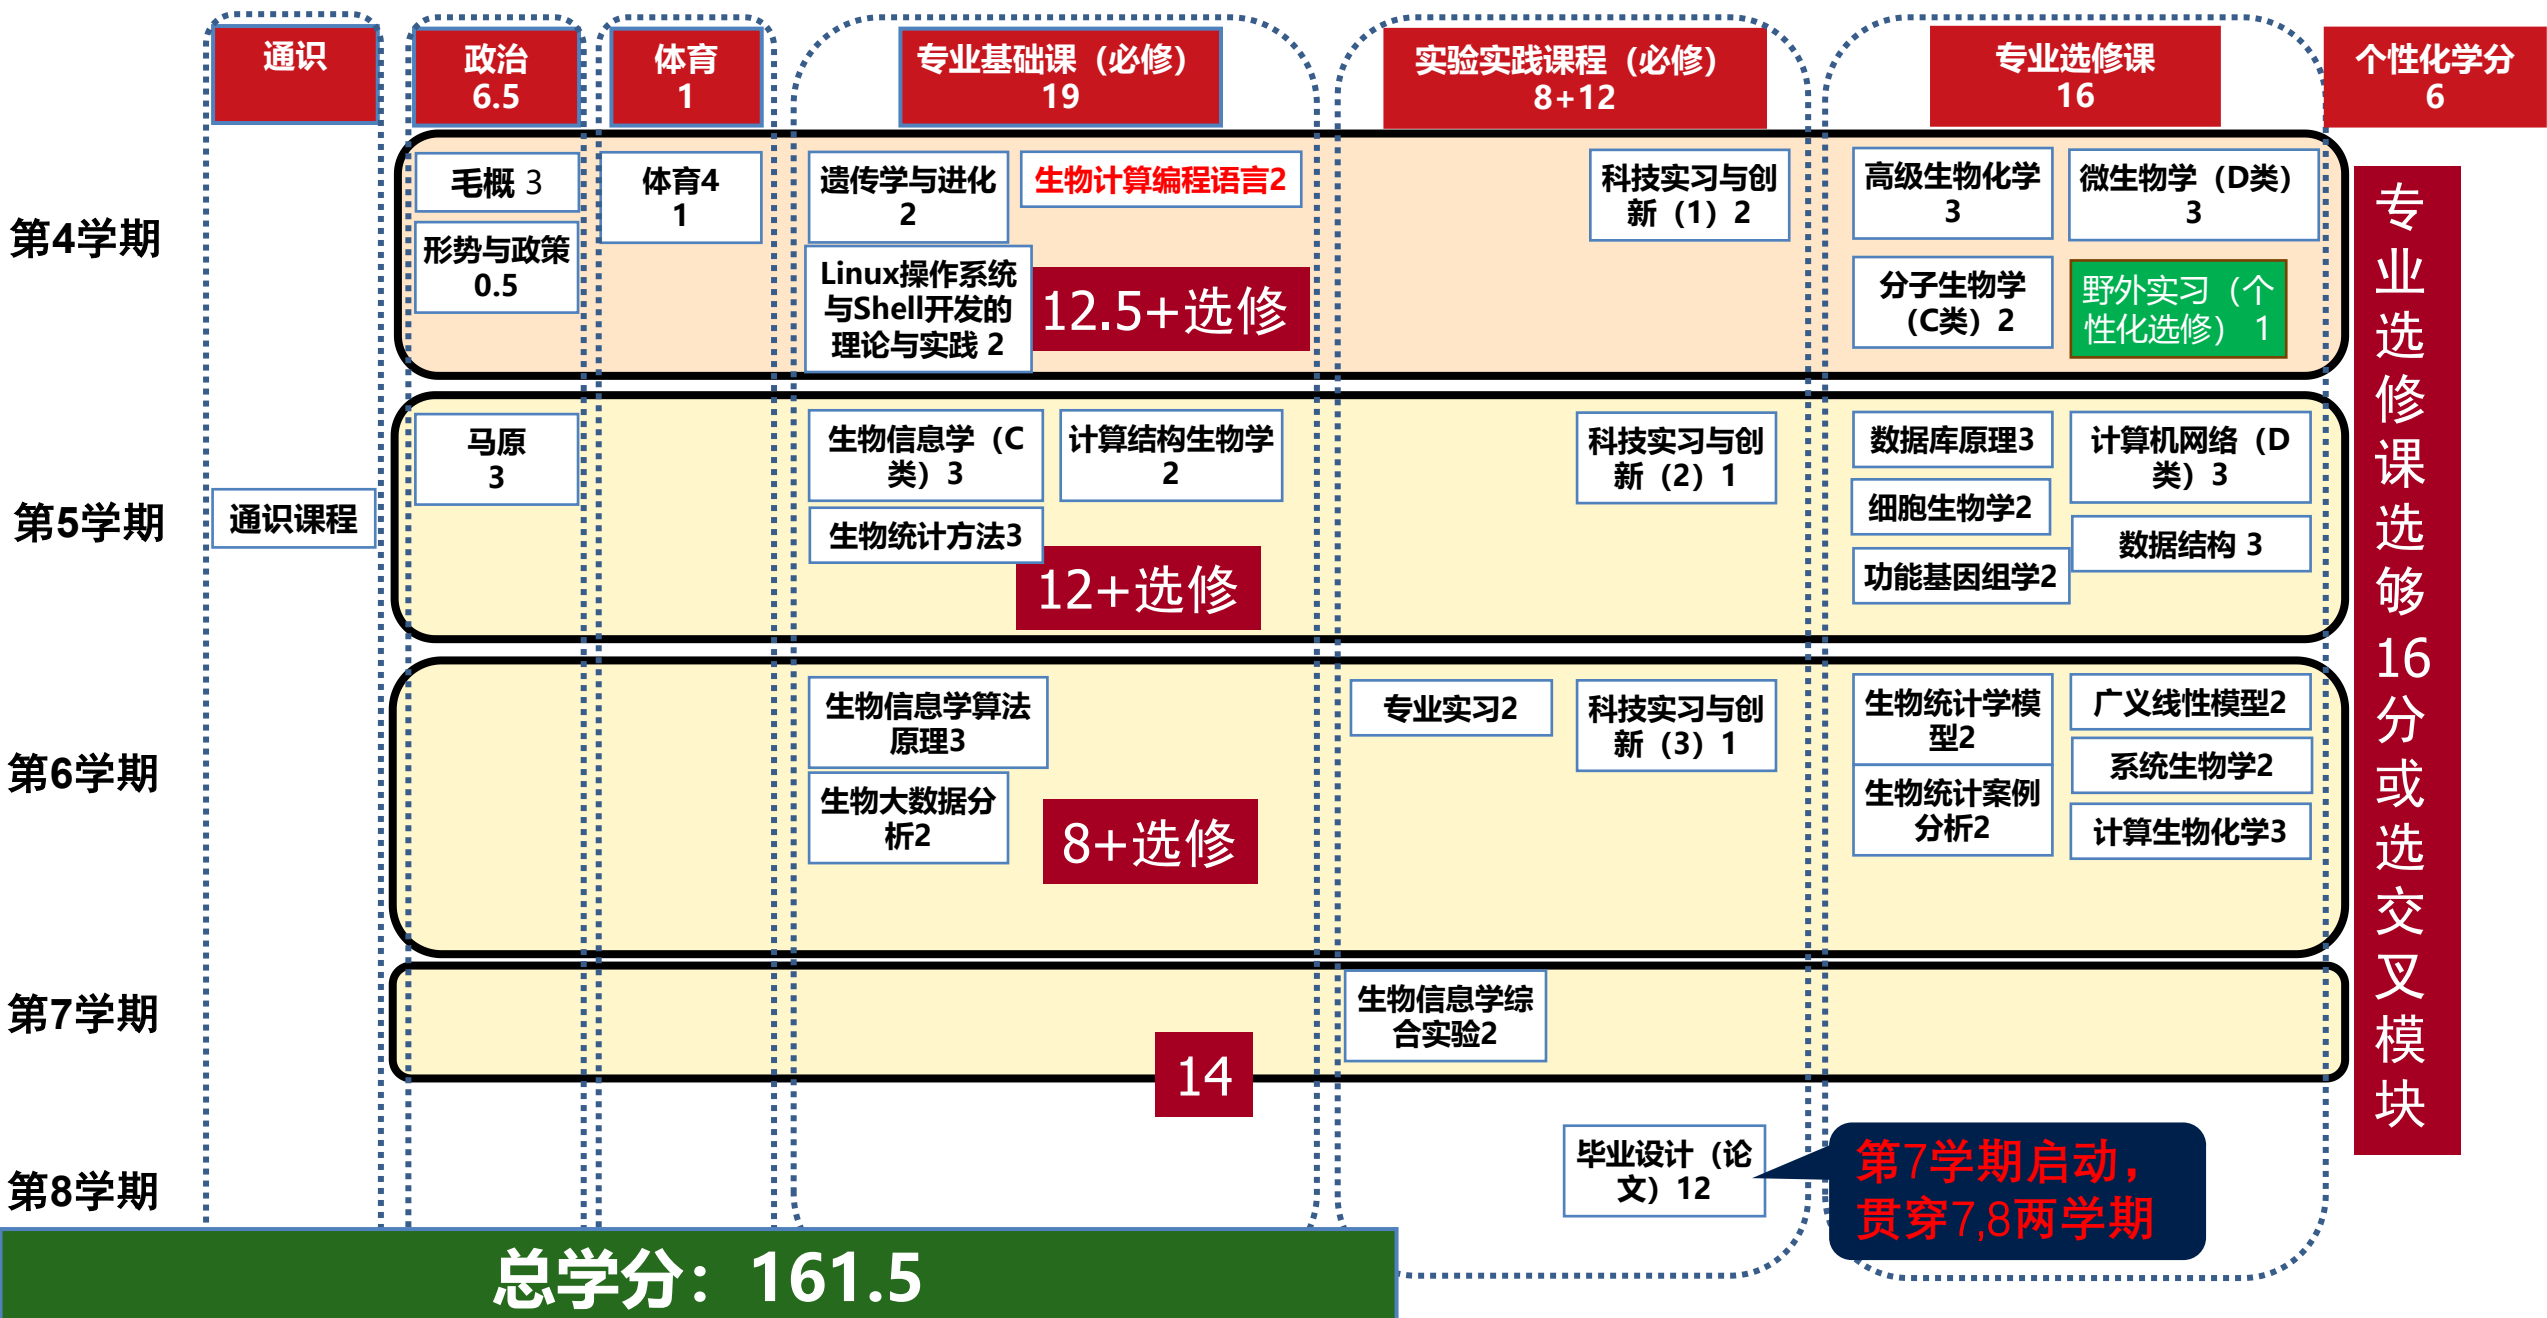 通识
政治
6.5
体育
1
专业基础课（必修）
19
实验实践课程（必修）
8+12
专业选修课
16
个性化学分
6
第4学期
毛概 3
形势与政策
0.5
体育4
1
遗传学与进化
2
生物计算编程语言2
Linux操作系统
与Shell开发的
理论与实践 2
12.5+选修
科技实习与创
新（1）2
高级生物化学
3
微生物学（D类）
3
分子生物学
（C类）2
野外实习（个
性化选修） 1
第5学期
通识课程
马原
3
生物信息学（C
类）3
计算结构生物学
2
生物统计方法3
12+选修
科技实习与创
新（2）1
数据库原理3
计算机网络（D
类）3
细胞生物学2
数据结构 3
功能基因组学2
第6学期
生物信息学算法
原理3
生物大数据分
析2
8+选修
专业实习2
科技实习与创
新（3）1
生物统计学模
型2
广义线性模型2
系统生物学2
生物统计案例
分析2
计算生物化学3
第7学期
14
生物信息学综
合实验2
第8学期
毕业设计（论
文）12
第7学期启动，
贯穿7,8两学期
专业选修课选够16分或选交叉模块
总学分：161.5